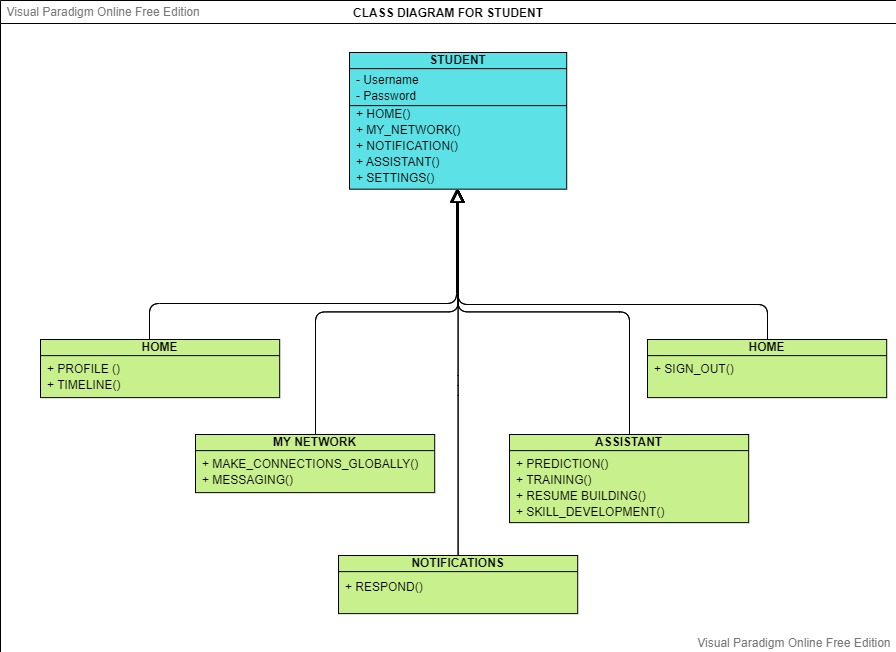 Visual Paradigm Online Free Edition
CLASS DIAGRAM FOR STUDENT
STUDENT
- Username
- Password
+ HOME()
+ MY_NETWORK()
+ NOTIFICATION()
+ ASSISTANT()
+ SETTINGS()
HOME
+ PROFILE ()
+ TIMELINE()
HOME
+ SIGN_OUT()
MY NETWORK
+ MAKE_CONNECTIONS_GLOBALLY()
+ MESSAGING()
ASSISTANT
+ PREDICTION()
+ TRAINING()
+ RESUME BUILDING()
+ SKILL_DEVELOPMENT()
NOTIFICATIONS
+ RESPOND()
Visual Paradigm Online Free Edition